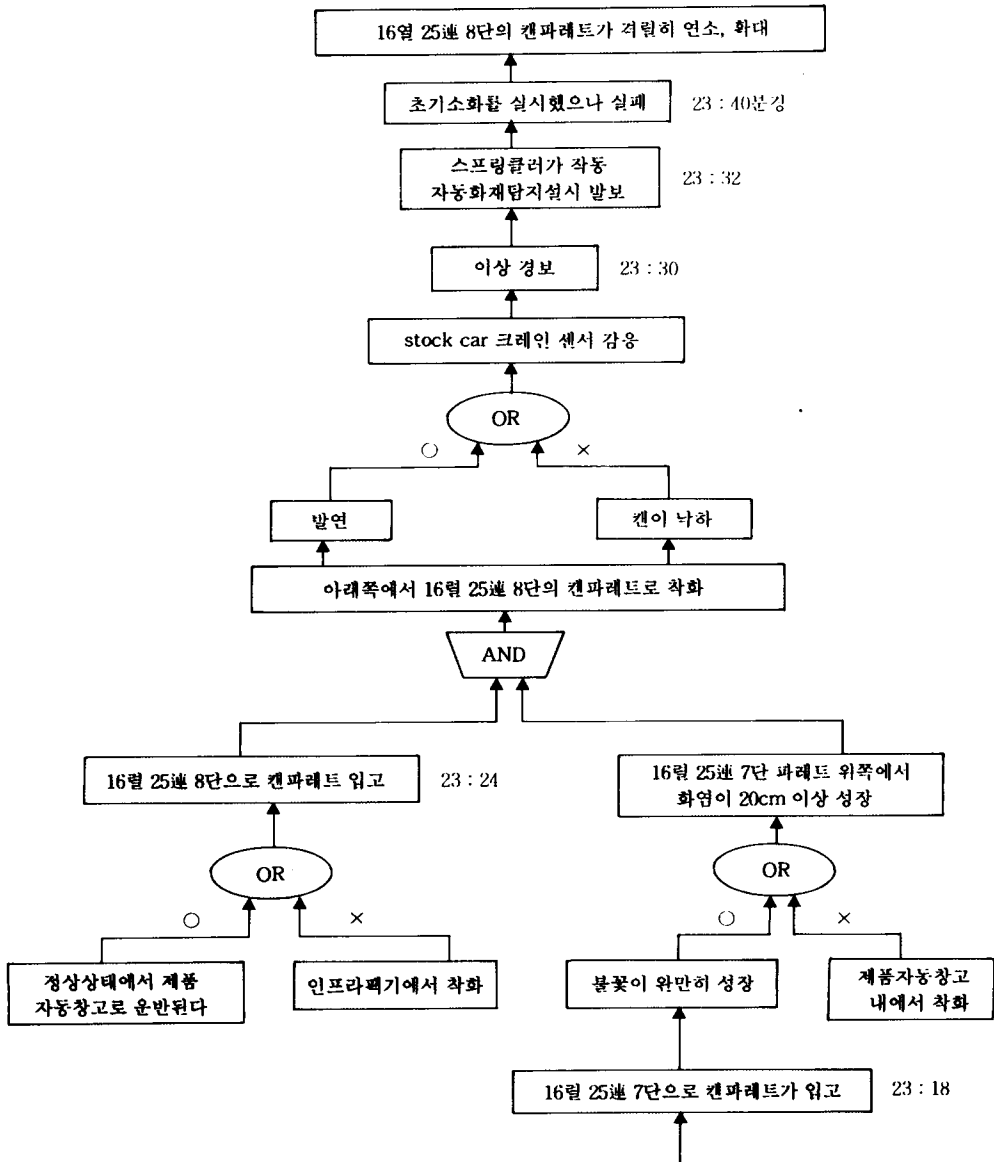 16열 25連 8단의 캔파레트가 격렬히 연소, 확대
초기소화를 실시했으나 실패 23 : 40분경
스프링클러가 작동
자동화재탐지설시 발보 23 : 32
이상 경보 23 : 30
stock car 크레인 센서 감응
OR
○ ×
발연 캔이 낙하
아래쪽에서 16렬 25連 8단의 캔파레트로 착화
AND
16렬 25連 8단으로 캔파레트 입고 23 : 24
16렬 25連 7단 파레트 위쪽에서
화염이 20cm 이상 성장
OR OR
○ × ○ ×
정상상태에서 제품
자동창고로 운반된다
인프라팩기에서 착화
불꽃이 완만히 성장
제품자동창고
내에서 착화
16렬 25連 7단으로 캔파레트가 입고 23 : 18